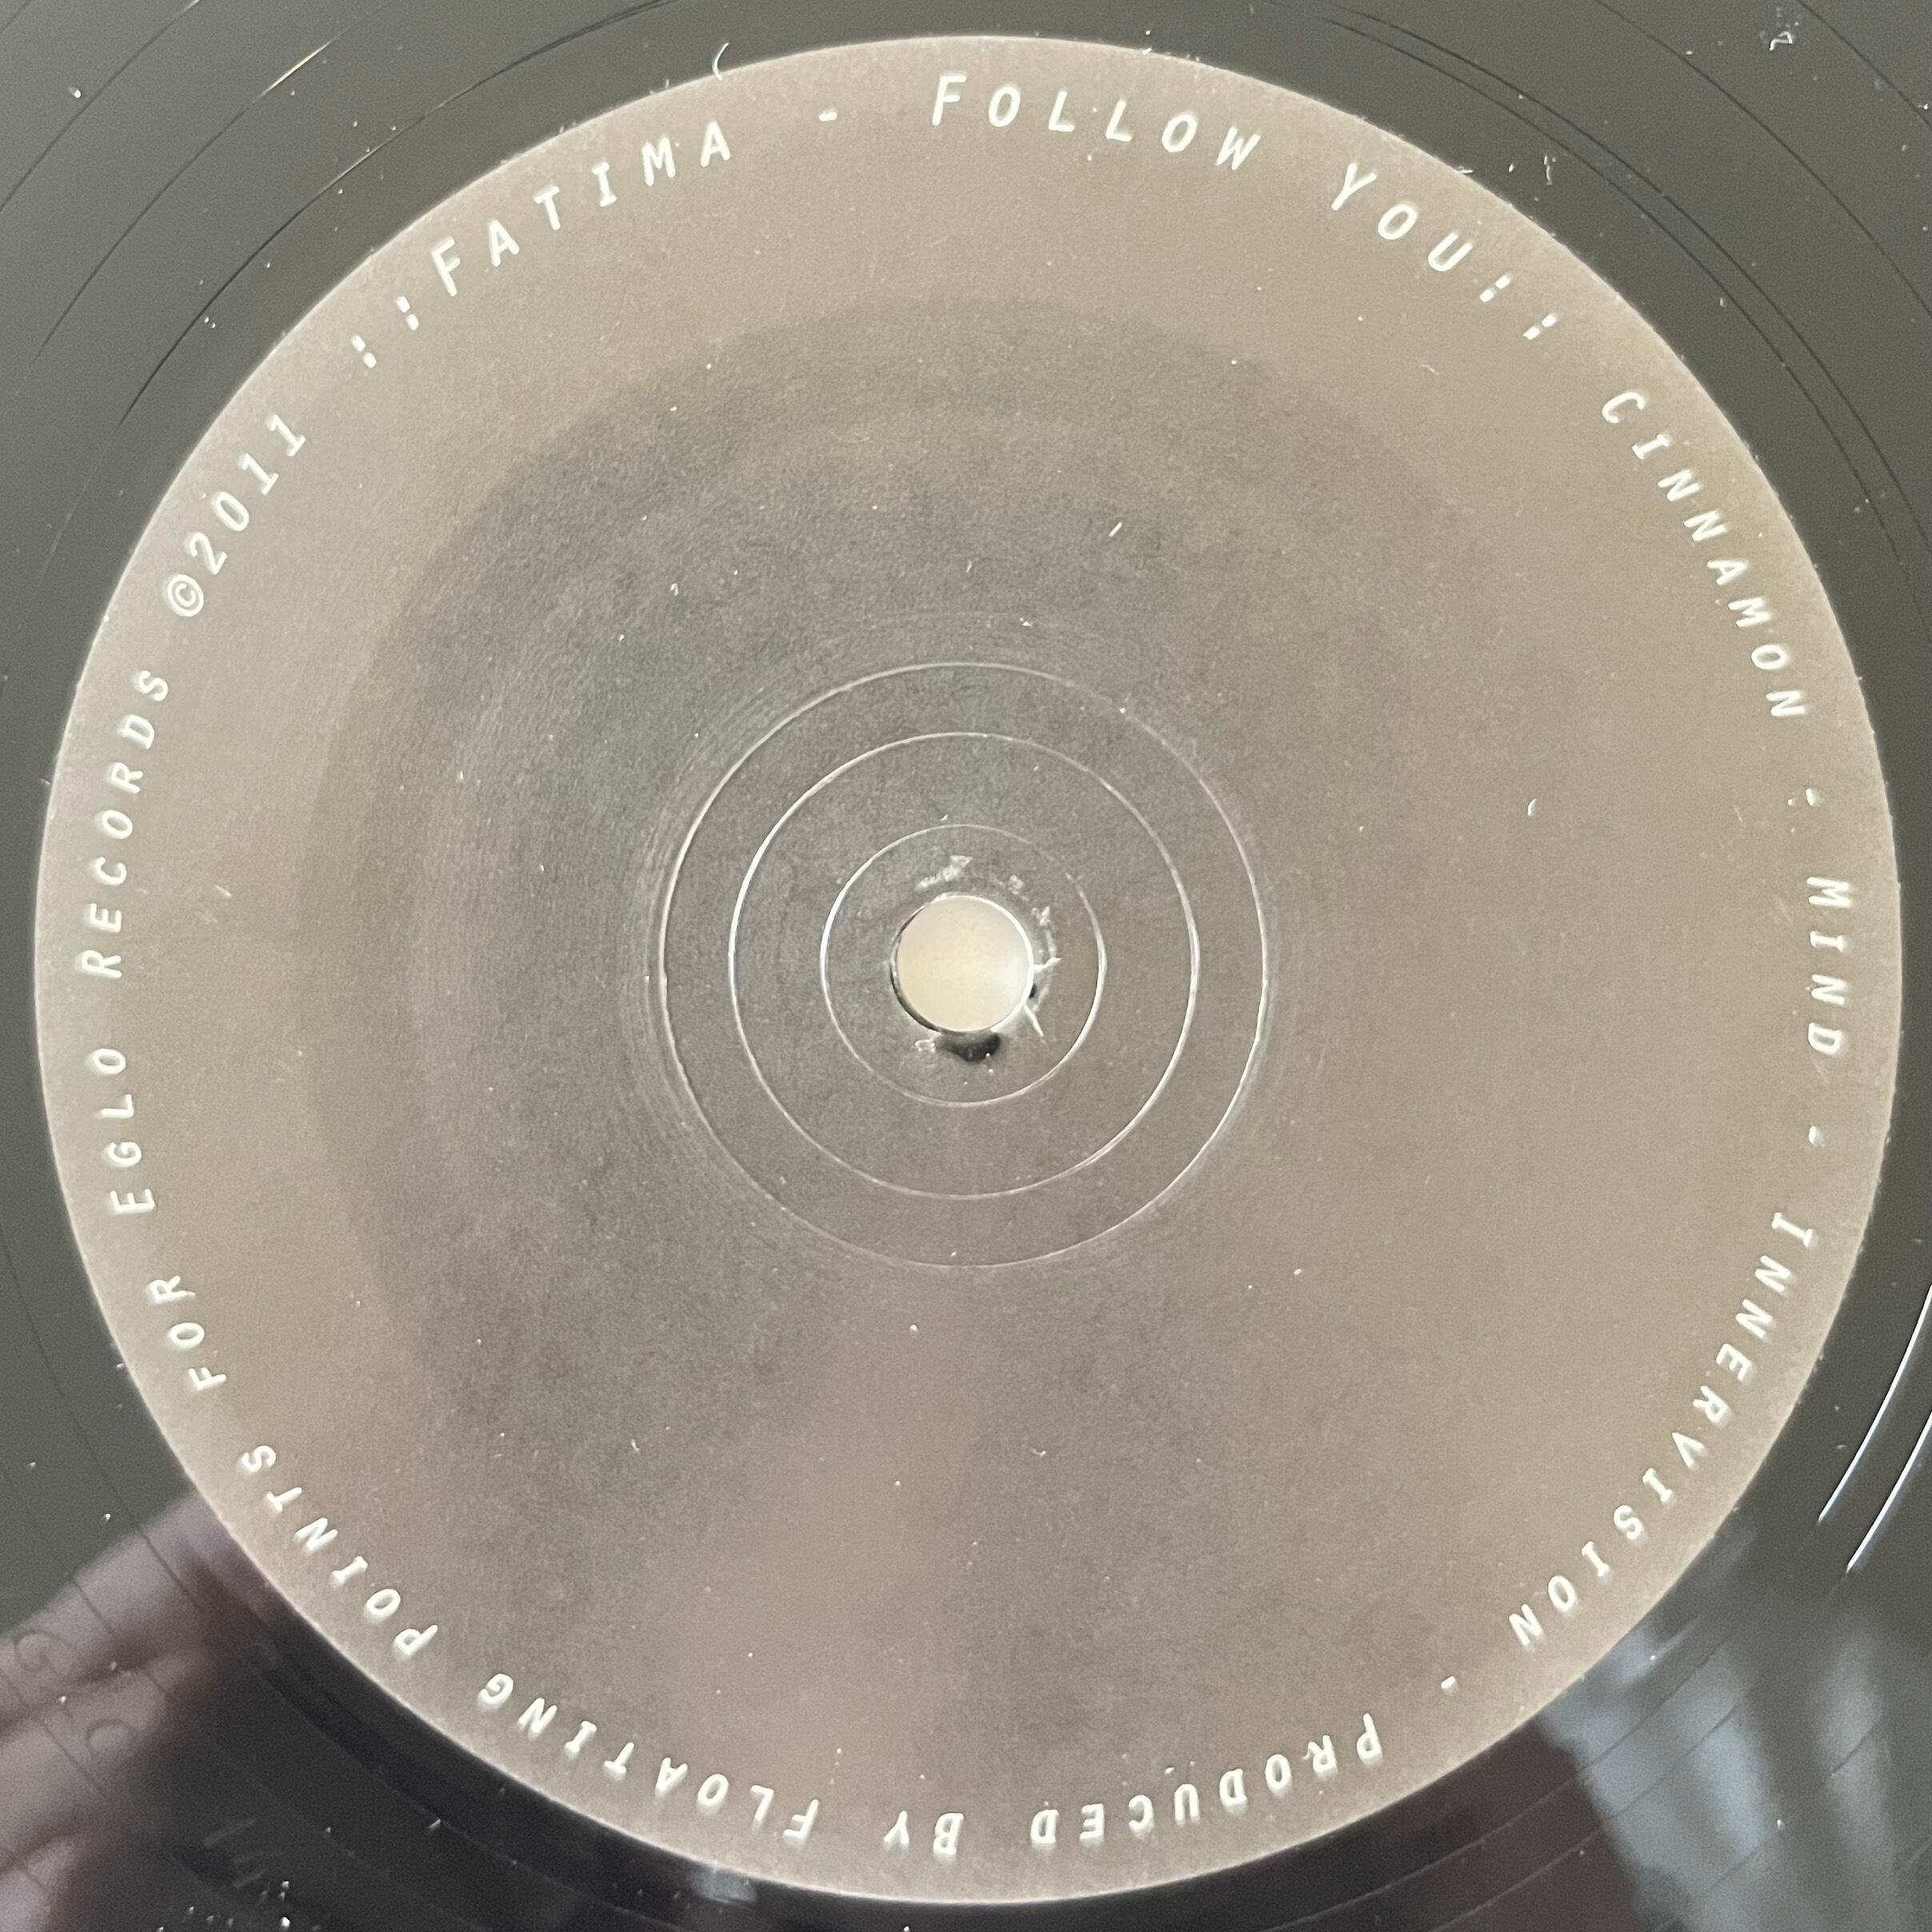 ::FATIMA - FOLLOW YOU:: CINNAMON - MIND - INNERVISION - PRODUCED BY FLOATING POINTS FOR EGLO RECORDS ©2011